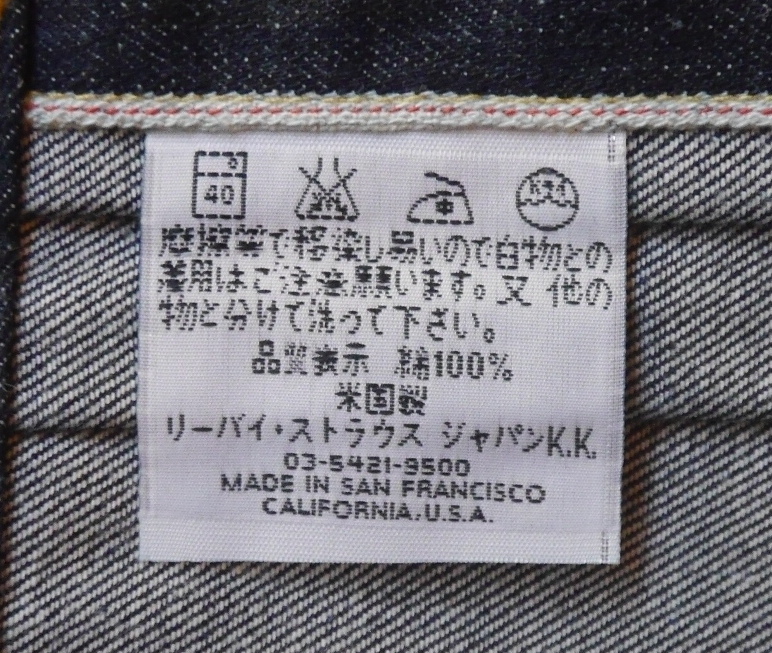 40
摩擦等で移染し易いので白物との
着用はご注意願います。又 他の
物と分けて洗って下さい。
品質表示 綿100%
米国製
リーバイ・ストラウス ジャパンK.K.
03-5421-9500
MADE IN SAN FRANCISCO
CALIFORNIA,U.S.A.